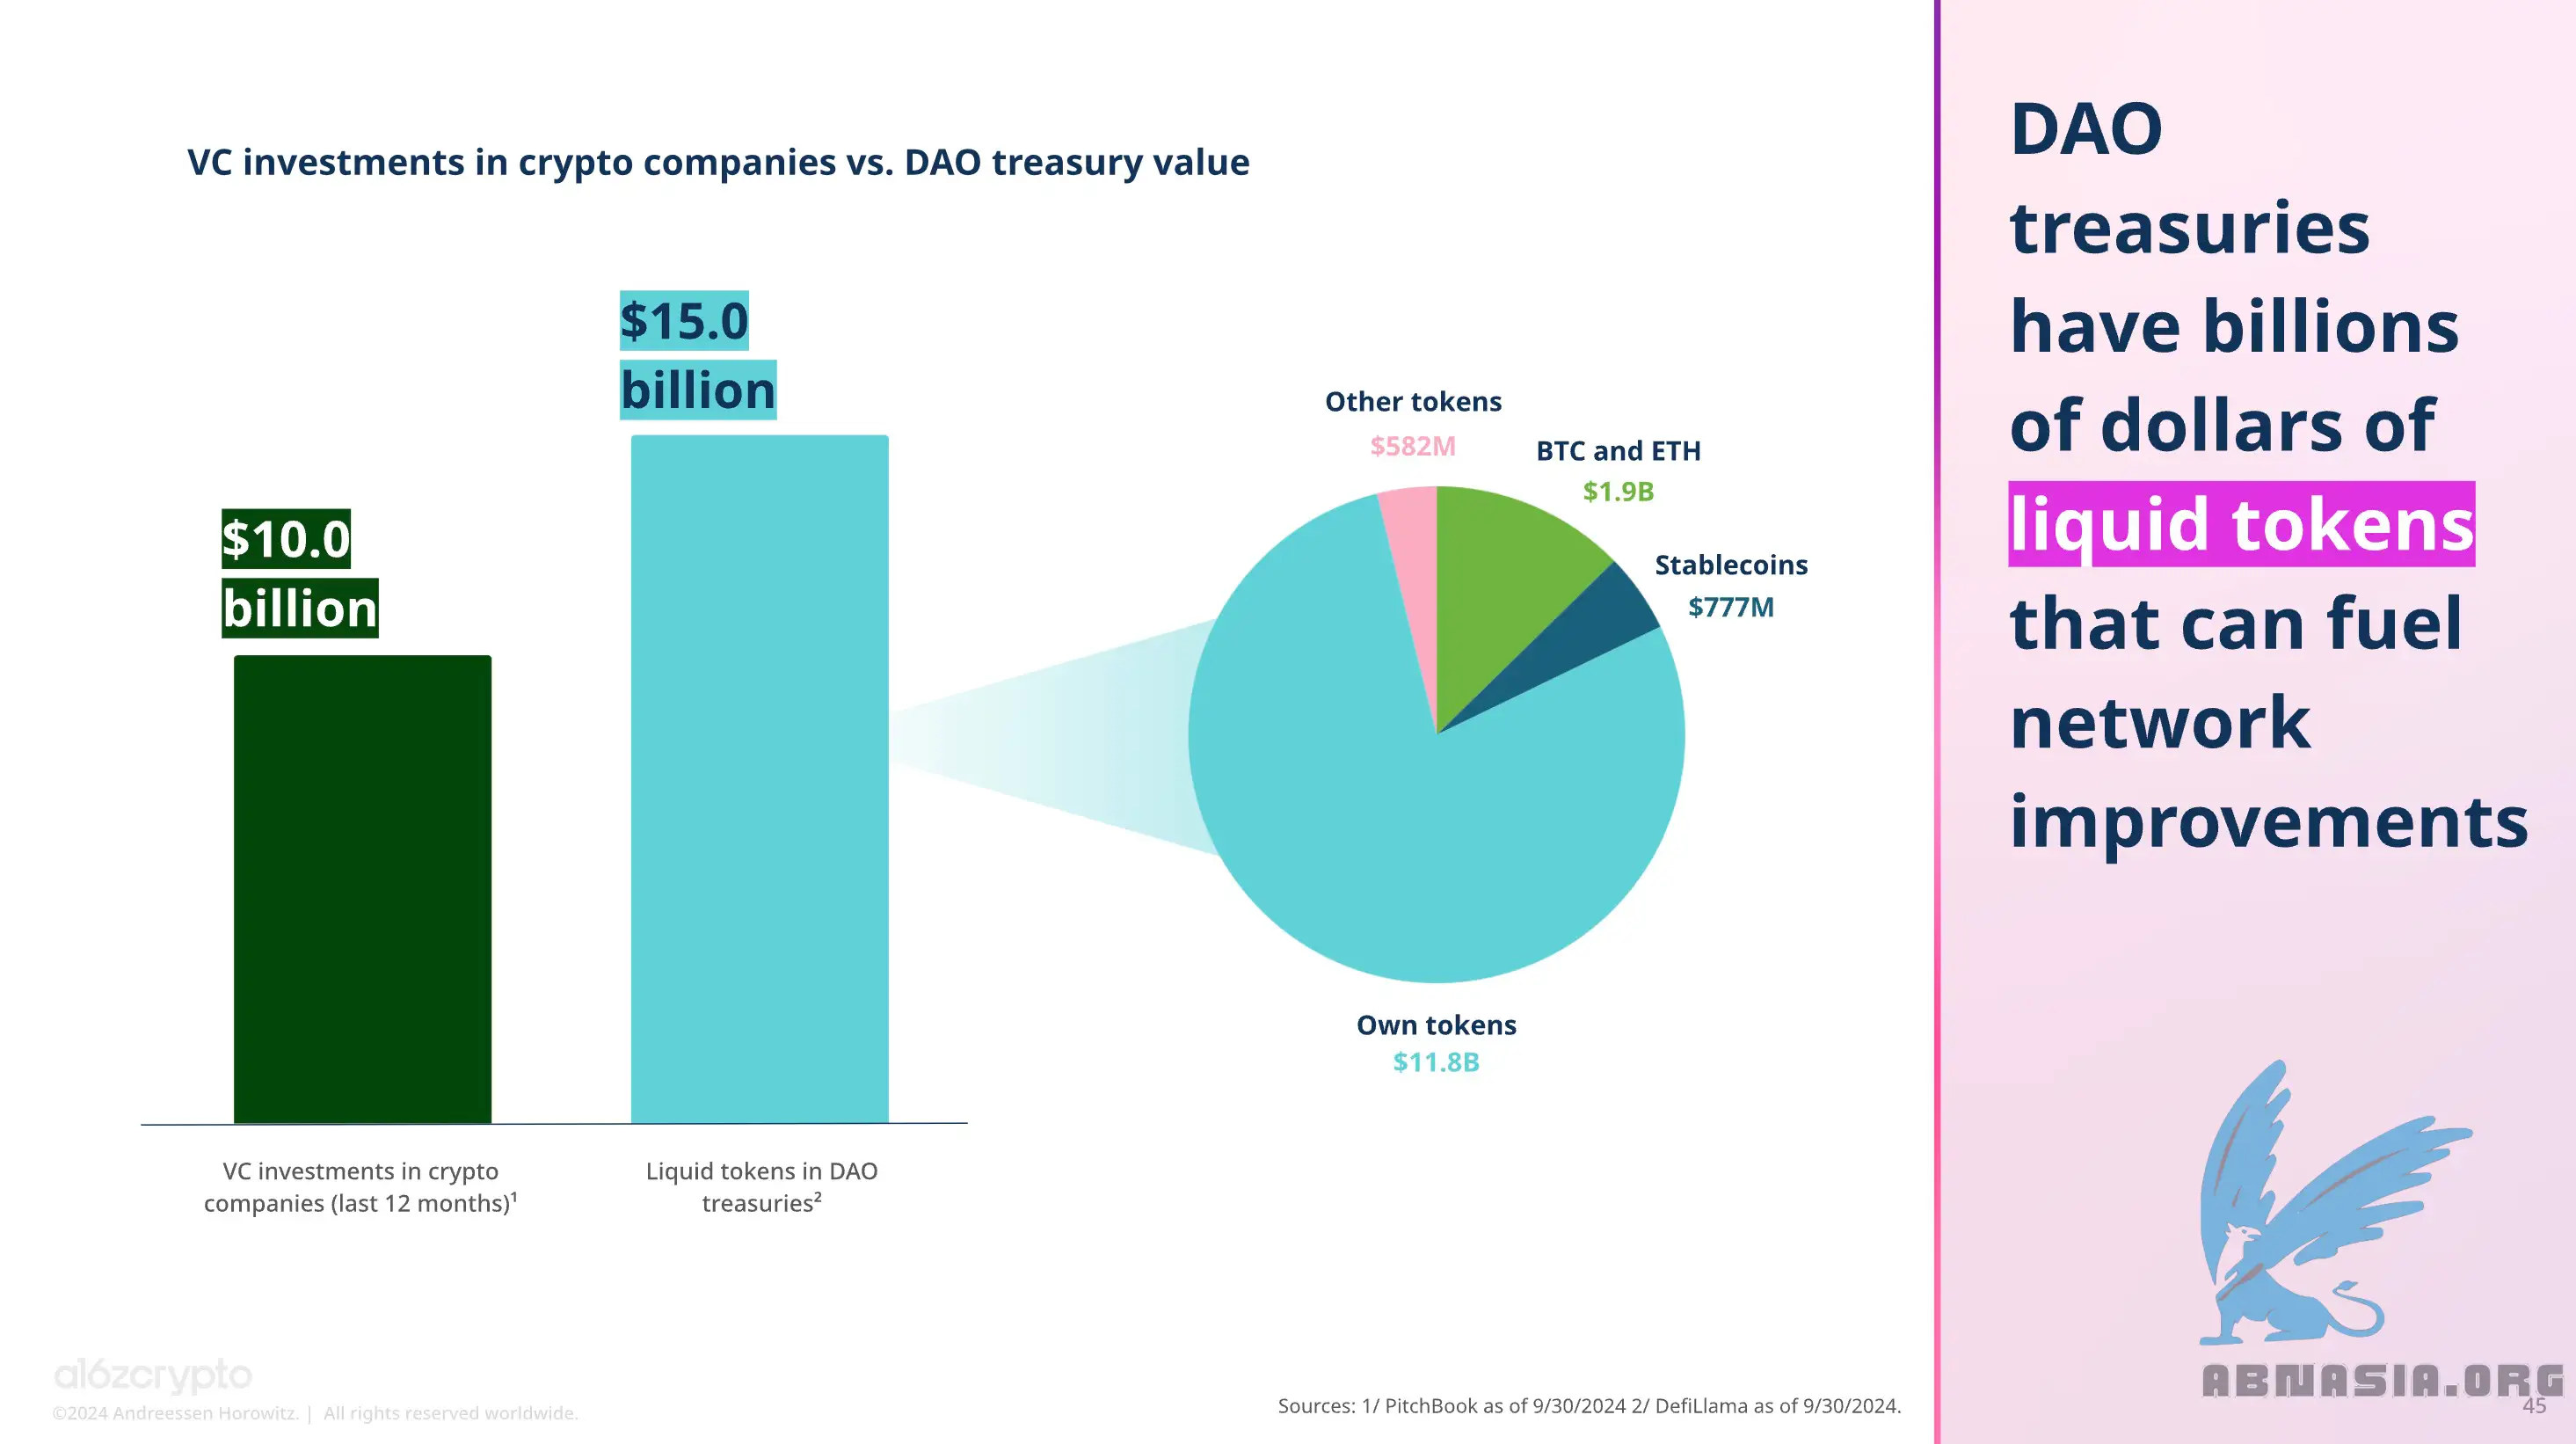 VC investments in crypto companies vs. DAO treasury value
$15.0
billion
$10.0
billion
Other tokens
$582M
BTC and ETH
$1.9B
Stablecoins
$777M
Own tokens
$11.8B
VC investments in crypto
companies (last 12 months)¹
Liquid tokens in DAO
treasuries²
DAO
treasuries
have billions
of dollars of
liquid tokens
that can fuel
network
improvements
a16zcrypto
©2024 Andreessen Horowitz. | All rights reserved worldwide.
Sources: 1/ PitchBook as of 9/30/2024 2/ DefiLlama as of 9/30/2024.
ABNASIA.ORG
45